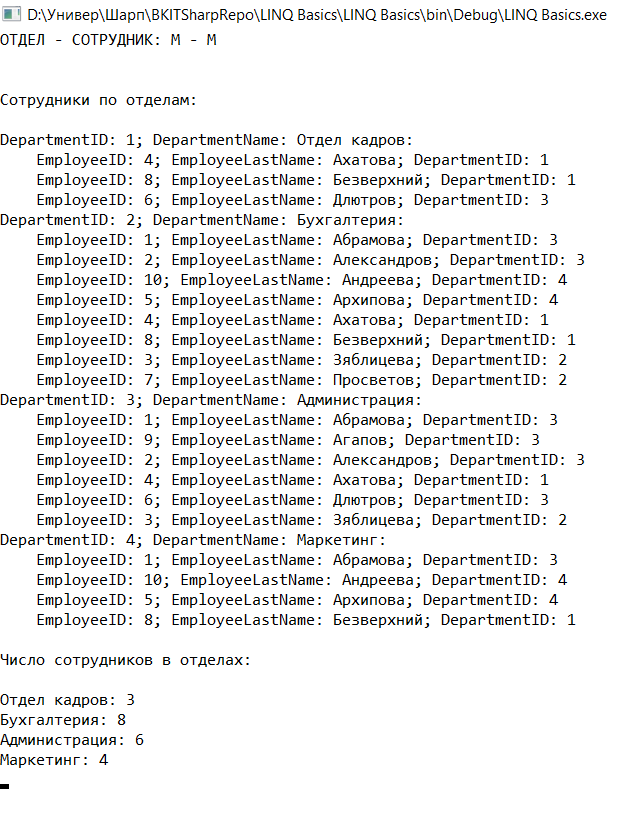 D:\Универ\Шарп\BKITSharpRepo\LINQ Basics\LINQ Basics\bin\Debug\LINQ Basics.exe
ОТДЕЛ - СОТРУДНИК: М - М
Сотрудники по отделам:
DepartmentID: 1; DepartmentName: Отдел кадров:
EmployeeID: 4; EmployeeLastName: Ахатова; DepartmentID: 1
EmployeeID: 8; EmployeeLastName: Безверхний; DepartmentID: 1
EmployeeID: 6; EmployeeLastName: Длютров; DepartmentID: 3
DepartmentID: 2; DepartmentName: Бухгалтерия:
EmployeeID: 1; EmployeeLastName: Абрамова; DepartmentID: 3
EmployeeID: 2; EmployeeLastName: Александров; DepartmentID: 3
EmployeeID: 10; EmployeeLastName: Андреева; DepartmentID: 4
EmployeeID: 5; EmployeeLastName: Архипова; DepartmentID: 4
EmployeeID: 4; EmployeeLastName: Ахатова; DepartmentID: 1
EmployeeID: 8; EmployeeLastName: Безверхний; DepartmentID: 1
EmployeeID: 3; EmployeeLastName: Зяблицева; DepartmentID: 2
EmployeeID: 7; EmployeeLastName: Просветов; DepartmentID: 2
DepartmentID: 3; DepartmentName: Администрация:
EmployeeID: 1; EmployeeLastName: Абрамова; DepartmentID: 3
EmployeeID: 9; EmployeeLastName: Агапов; DepartmentID: 3
EmployeeID: 2; EmployeeLastName: Александров; DepartmentID: 3
EmployeeID: 4; EmployeeLastName: Ахатова; DepartmentID: 1
EmployeeID: 6; EmployeeLastName: Длютров; DepartmentID: 3
EmployeeID: 3; EmployeeLastName: Зяблицева; DepartmentID: 2
DepartmentID: 4; DepartmentName: Маркетинг:
EmployeeID: 1; EmployeeLastName: Абрамова; DepartmentID: 3
EmployeeID: 10; EmployeeLastName: Андреева; DepartmentID: 4
EmployeeID: 5; EmployeeLastName: Архипова; DepartmentID: 4
EmployeeID: 8; EmployeeLastName: Безверхний; DepartmentID: 1
Число сотрудников в отделах:
Отдел кадров: 3
Бухгалтерия: 8
Администрация: 6
Маркетинг: 4